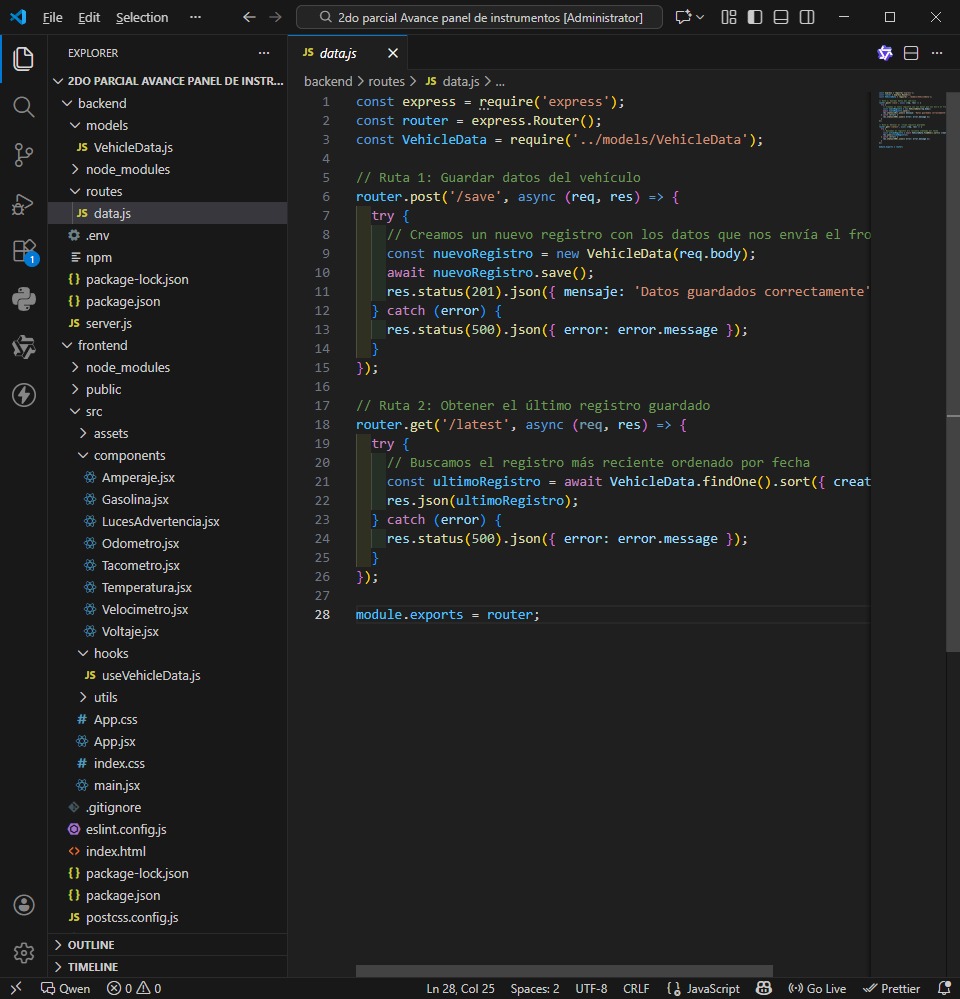 File Edit Selection ··· 2do parcial Avance panel de instrumentos [Administrator]
EXPLORER ···
2DO PARCIAL AVANCE PANEL DE INSTR...
backend
models
JS VehicleData.js
node_modules
routes
JS data.js
.env
npm
{} package-lock.json
{} package.json
JS server.js
frontend
node_modules
public
src
assets
components
Amperaje.jsx
Gasolina.jsx
LucesAdvertencia.jsx
Odometro.jsx
Tacometro.jsx
Temperatura.jsx
Velocimetro.jsx
Voltaje.jsx
hooks
JS useVehicleData.js
utils
# App.css
App.jsx
# index.css
main.jsx
.gitignore
eslint.config.js
<> index.html
{} package-lock.json
{} package.json
JS postcss.config.js
OUTLINE
TIMELINE
1
JS data.js
backend > routes > JS data.js > ...
1 const express = require('express');
2 const router = express.Router();
3 const VehicleData = require('../models/VehicleData');
4
5 // Ruta 1: Guardar datos del vehículo
6 router.post('/save', async (req, res) => {
7 try {
8 // Creamos un nuevo registro con los datos que nos envía el fro
9 const nuevoRegistro = new VehicleData(req.body);
10 await nuevoRegistro.save();
11 res.status(201).json({ mensaje: 'Datos guardados correctamente'
12 } catch (error) {
13 res.status(500).json({ error: error.message });
14 }
15 });
16
17 // Ruta 2: Obtener el último registro guardado
18 router.get('/latest', async (req, res) => {
19 try {
20 // Buscamos el registro más reciente ordenado por fecha
21 const ultimoRegistro = await VehicleData.findOne().sort({ creat
22 res.json(ultimoRegistro);
23 } catch (error) {
24 res.status(500).json({ error: error.message });
25 }
26 });
27
28 module.exports = router;
Qwen 0 0 Ln 28, Col 25 Spaces: 2 UTF-8 CRLF {} JavaScript Go Live Prettier